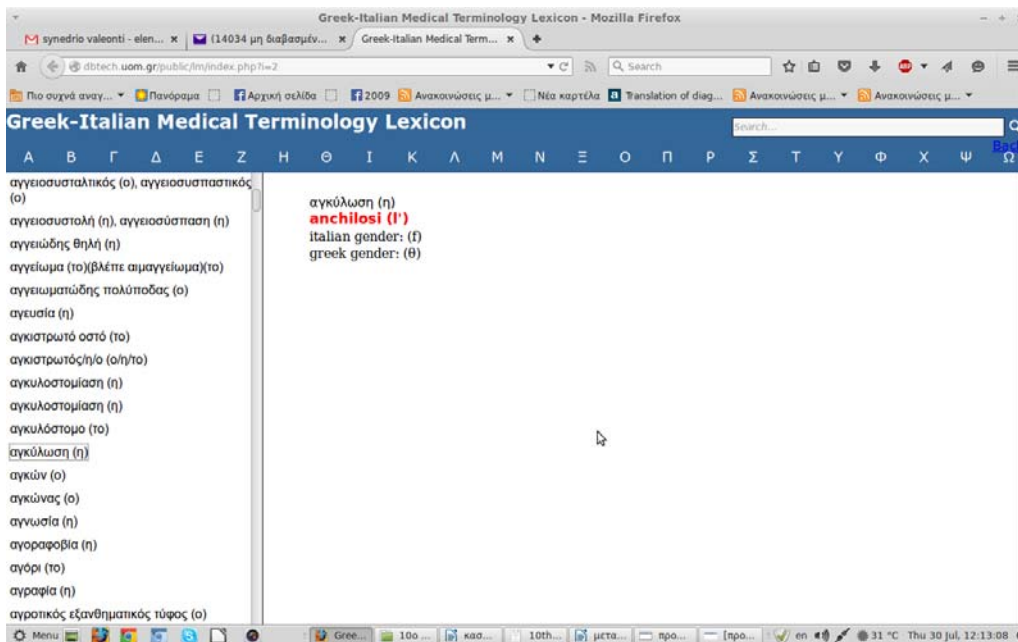 Greek-Italian Medical Terminology Lexicon - Mozilla Firefox
synedrio valeonti - elen... × (14034 μη διαβασμέν... × Greek-Italian Medical Term... ×
dbtech.uom.gr/public/lm/index.php?i=2 Search
Πιο συχνά αναγ... Πανόραμα Αρχική σελίδα 2009 Ανακοινώσεις μ... Νέα καρτέλα Translation of diag... Ανακοινώσεις μ... Ανακοινώσεις μ...
Greek-Italian Medical Terminology Lexicon Search...
Back
Α Β Γ Δ Ε Ζ Η Θ Ι Κ Λ Μ Ν Ξ Ο Π Ρ Σ Τ Υ Φ Χ Ψ Ω
αγγειοσυσταλτικός (ο), αγγειοσυσπαστικός
(ο)
αγγειοσυστολή (η), αγγειοσύσπαση (η)
αγγειώδης θηλή (η)
αγγείωμα (το)(βλέπε αιμαγγείωμα)(το)
αγγειωματώδης πολύποδας (ο)
αγευσία (η)
αγκιστρωτό οστό (το)
αγκιστρωτός/η/ο (ο/η/το)
αγκυλοστομίαση (η)
αγκυλοστομίαση (η)
αγκυλόστομο (το)
αγκύλωση (η)
αγκών (ο)
αγκώνας (ο)
αγνωσία (η)
αγοραφοβία (η)
αγόρι (το)
αγραφία (η)
αγροτικός εξανθηματικός τύφος (ο)
αγκύλωση (η)
anchilosi (l')
italian gender: (f)
greek gender: (θ)
Menu Gree... 10ο ... κασ... 10th... μετα... προ... [προ... en 31 °C Thu 30 Jul, 12:13:08